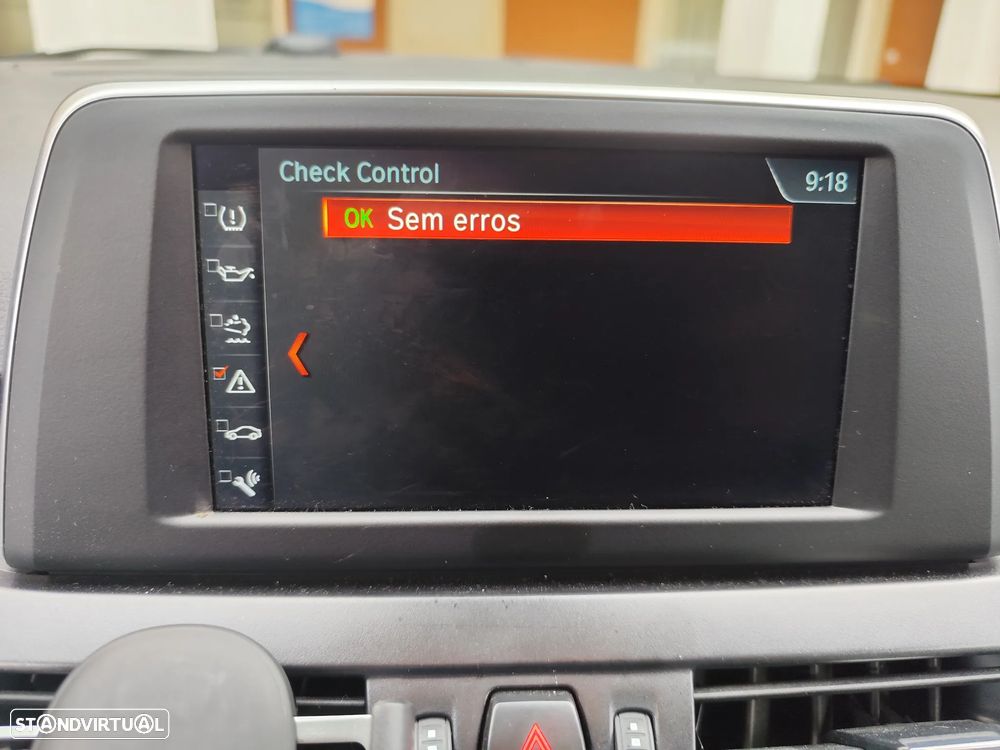 Check Control
9:18
OK Sem erros
STANDVIRTUAL